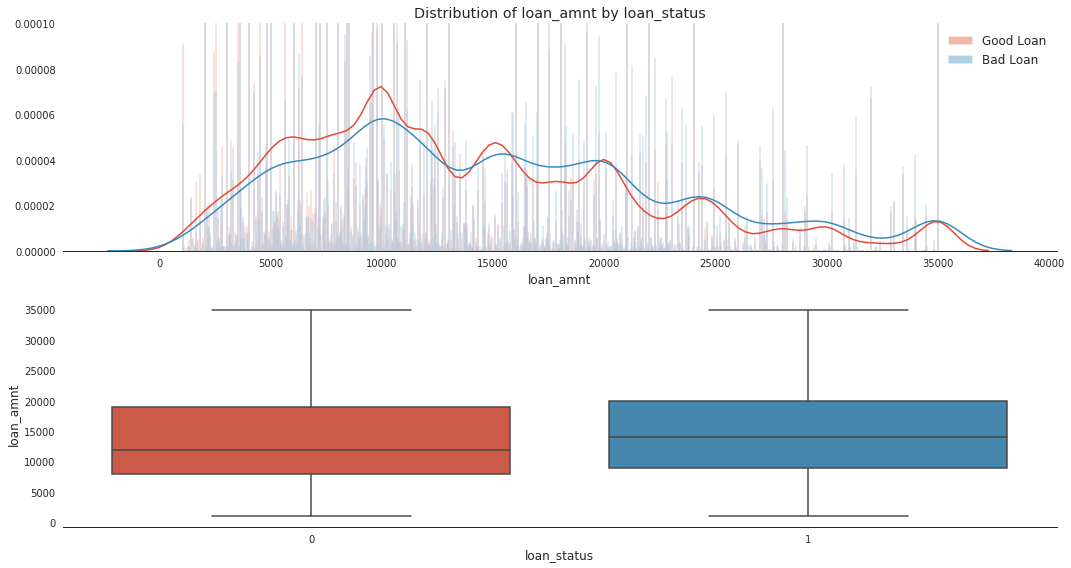 Distribution of loan_amnt by loan_status
0.00010
0.00008
0.00006
0.00004
0.00002
0.00000
Good Loan
Bad Loan
0 5000 10000 15000 20000 25000 30000 35000 40000
loan_amnt
35000
30000
25000
20000
15000
10000
5000
0
loan_amnt
0 1
loan_status